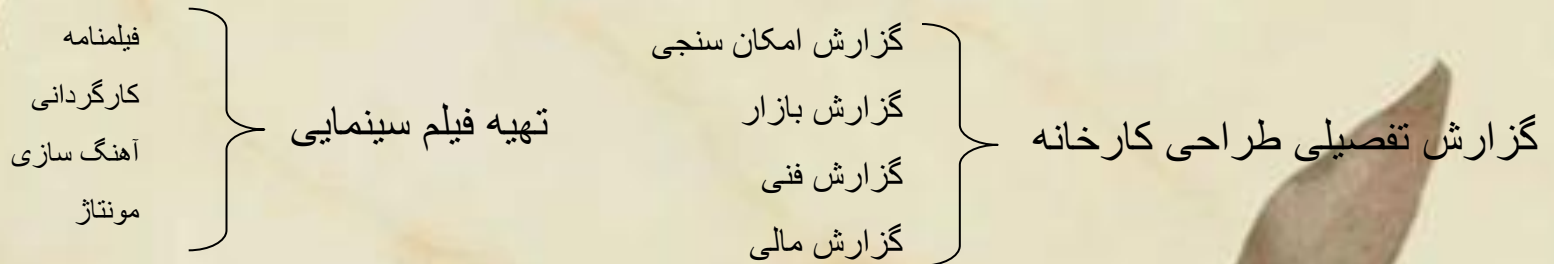 گزارش تفصیلی طراحی کارخانه
گزارش امکان سنجی
گزارش بازار
گزارش فنی
گزارش مالی
تهیه فیلم سینمایی
فیلمنامه
کارگردانی
آهنگ سازی
مونتاژ